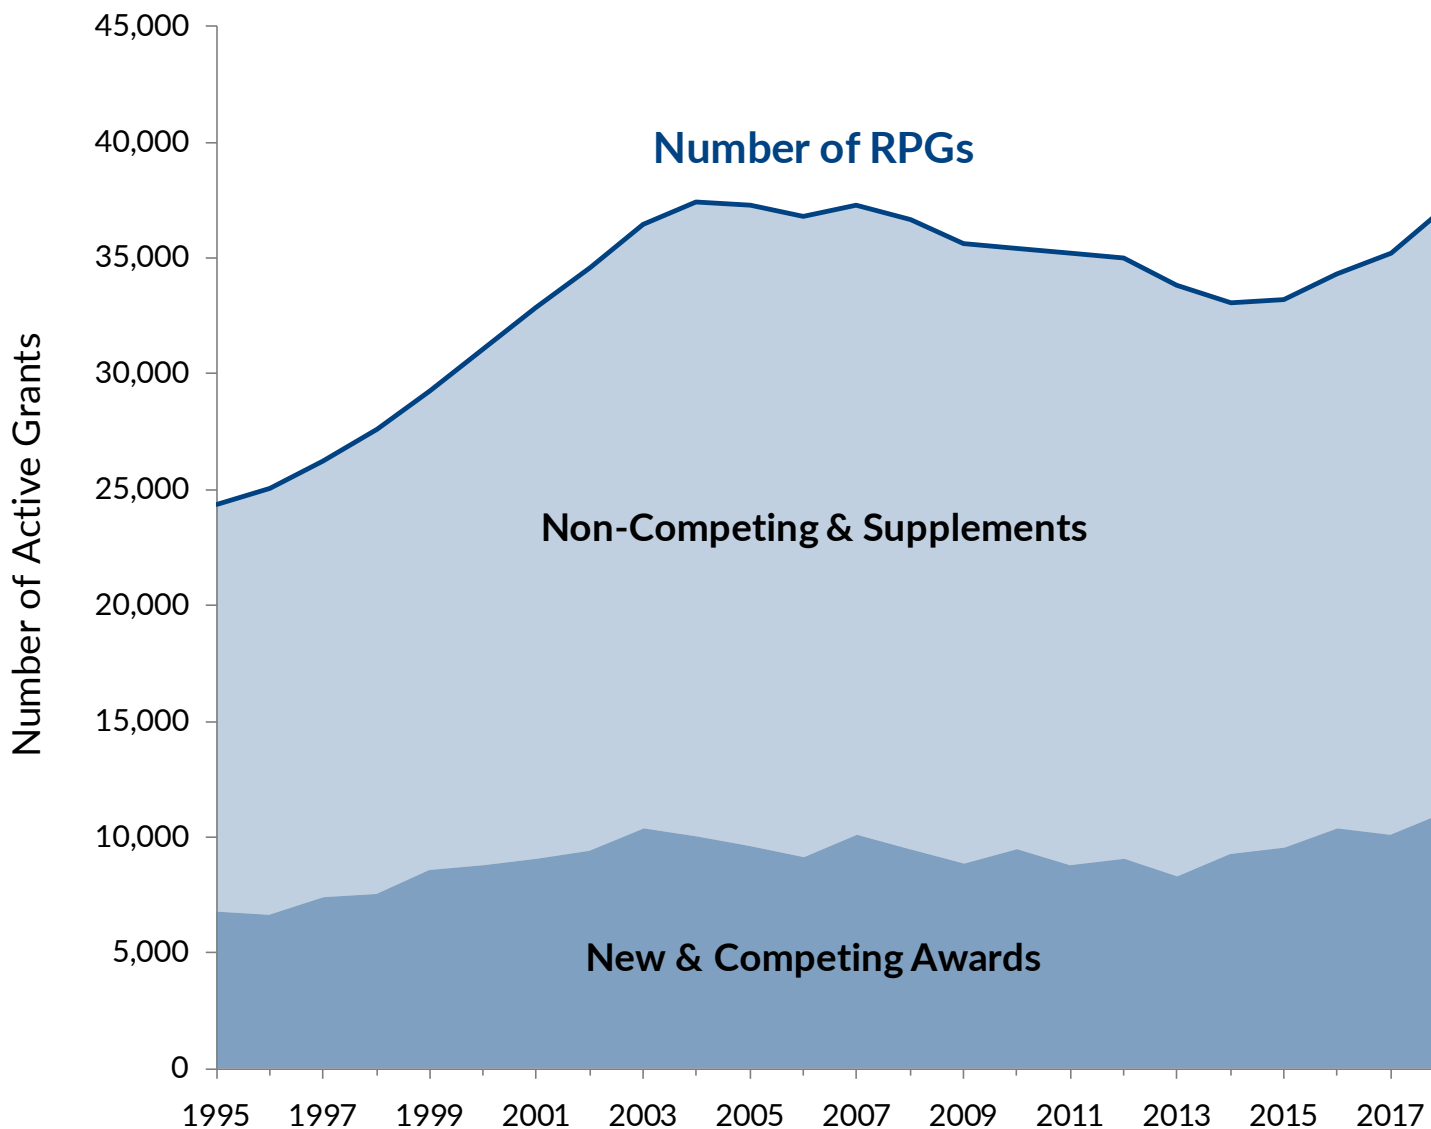 45,000
40,000
35,000
30,000
25,000
20,000
15,000
10,000
5,000
0
Number of Active Grants
Number of RPGs
Non-Competing & Supplements
New & Competing Awards
1995 1997 1999 2001 2003 2005 2007 2009 2011 2013 2015 2017